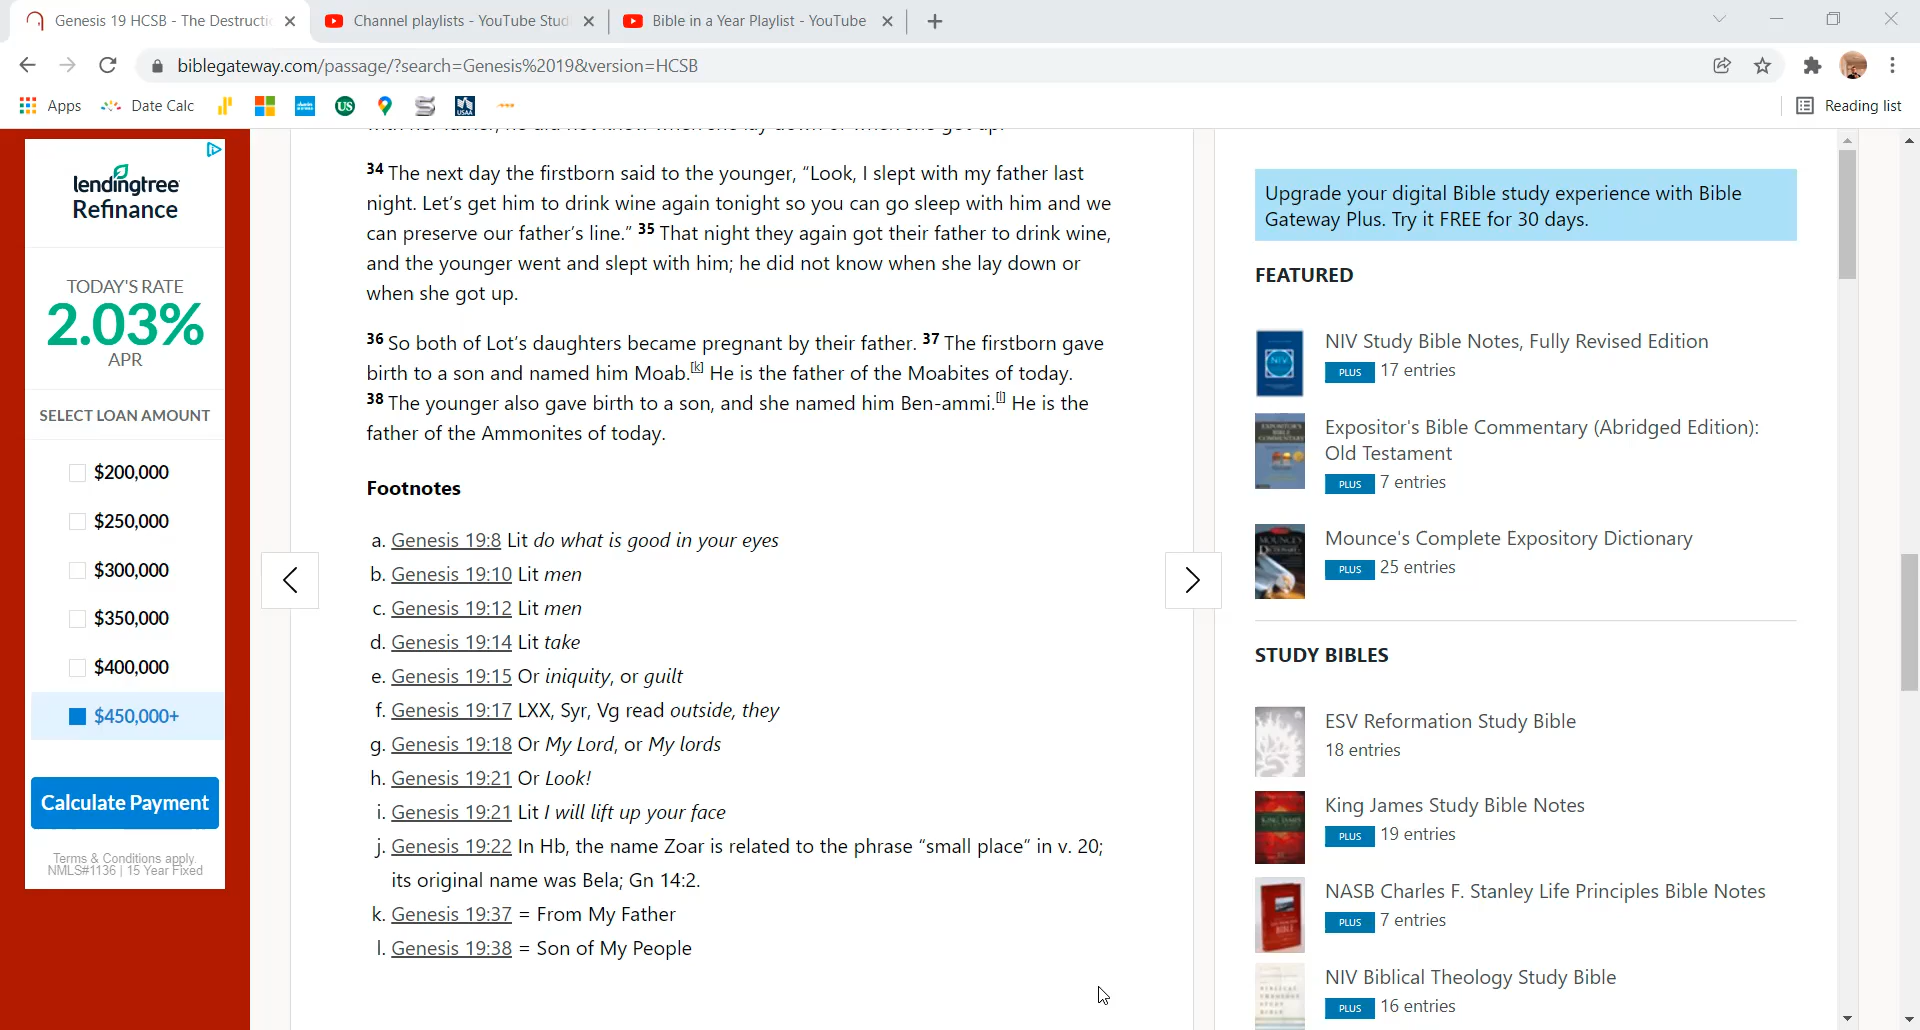 Genesis 19 HCSB - The Destructi
Channel playlists - YouTube Stud
Bible in a Year Playlist - YouTube
biblegateway.com/passage/?search=Genesis%2019&version=HCSB
Apps
Date Calc
US
USAA
Reading list
lendingtree
Refinance
TODAY'S RATE
2.03%
APR
SELECT LOAN AMOUNT
$200,000
$250,000
$300,000
$350,000
$400,000
$450,000+
Calculate Payment
Terms & Conditions apply.
NMLS#1136 | 15 Year Fixed
with her father, he did not know when she lay down or when she got up.
34 The next day the firstborn said to the younger, “Look, I slept with my father last
night. Let’s get him to drink wine again tonight so you can go sleep with him and we
can preserve our father’s line.” 35 That night they again got their father to drink wine,
and the younger went and slept with him; he did not know when she lay down or
when she got up.
36 So both of Lot’s daughters became pregnant by their father. 37 The firstborn gave
birth to a son and named him Moab.[k] He is the father of the Moabites of today.
38 The younger also gave birth to a son, and she named him Ben-ammi.[l] He is the
father of the Ammonites of today.
Footnotes
a. Genesis 19:8 Lit do what is good in your eyes
b. Genesis 19:10 Lit men
c. Genesis 19:12 Lit men
d. Genesis 19:14 Lit take
e. Genesis 19:15 Or iniquity, or guilt
f. Genesis 19:17 LXX, Syr, Vg read outside, they
g. Genesis 19:18 Or My Lord, or My lords
h. Genesis 19:21 Or Look!
i. Genesis 19:21 Lit I will lift up your face
j. Genesis 19:22 In Hb, the name Zoar is related to the phrase “small place” in v. 20;
its original name was Bela; Gn 14:2.
k. Genesis 19:37 = From My Father
l. Genesis 19:38 = Son of My People
Upgrade your digital Bible study experience with Bible
Gateway Plus. Try it FREE for 30 days.
FEATURED
NIV
NIV Study Bible Notes, Fully Revised Edition
PLUS 17 entries
EXPOSITOR'S
BIBLE
COMMENTARY
Expositor's Bible Commentary (Abridged Edition):
Old Testament
PLUS 7 entries
MOUNCE'S
Mounce's Complete Expository Dictionary
PLUS 25 entries
STUDY BIBLES
ESV Reformation Study Bible
18 entries
KING JAMES
King James Study Bible Notes
PLUS 19 entries
BIBLE
NASB Charles F. Stanley Life Principles Bible Notes
PLUS 7 entries
NIV Biblical Theology Study Bible
PLUS 16 entries